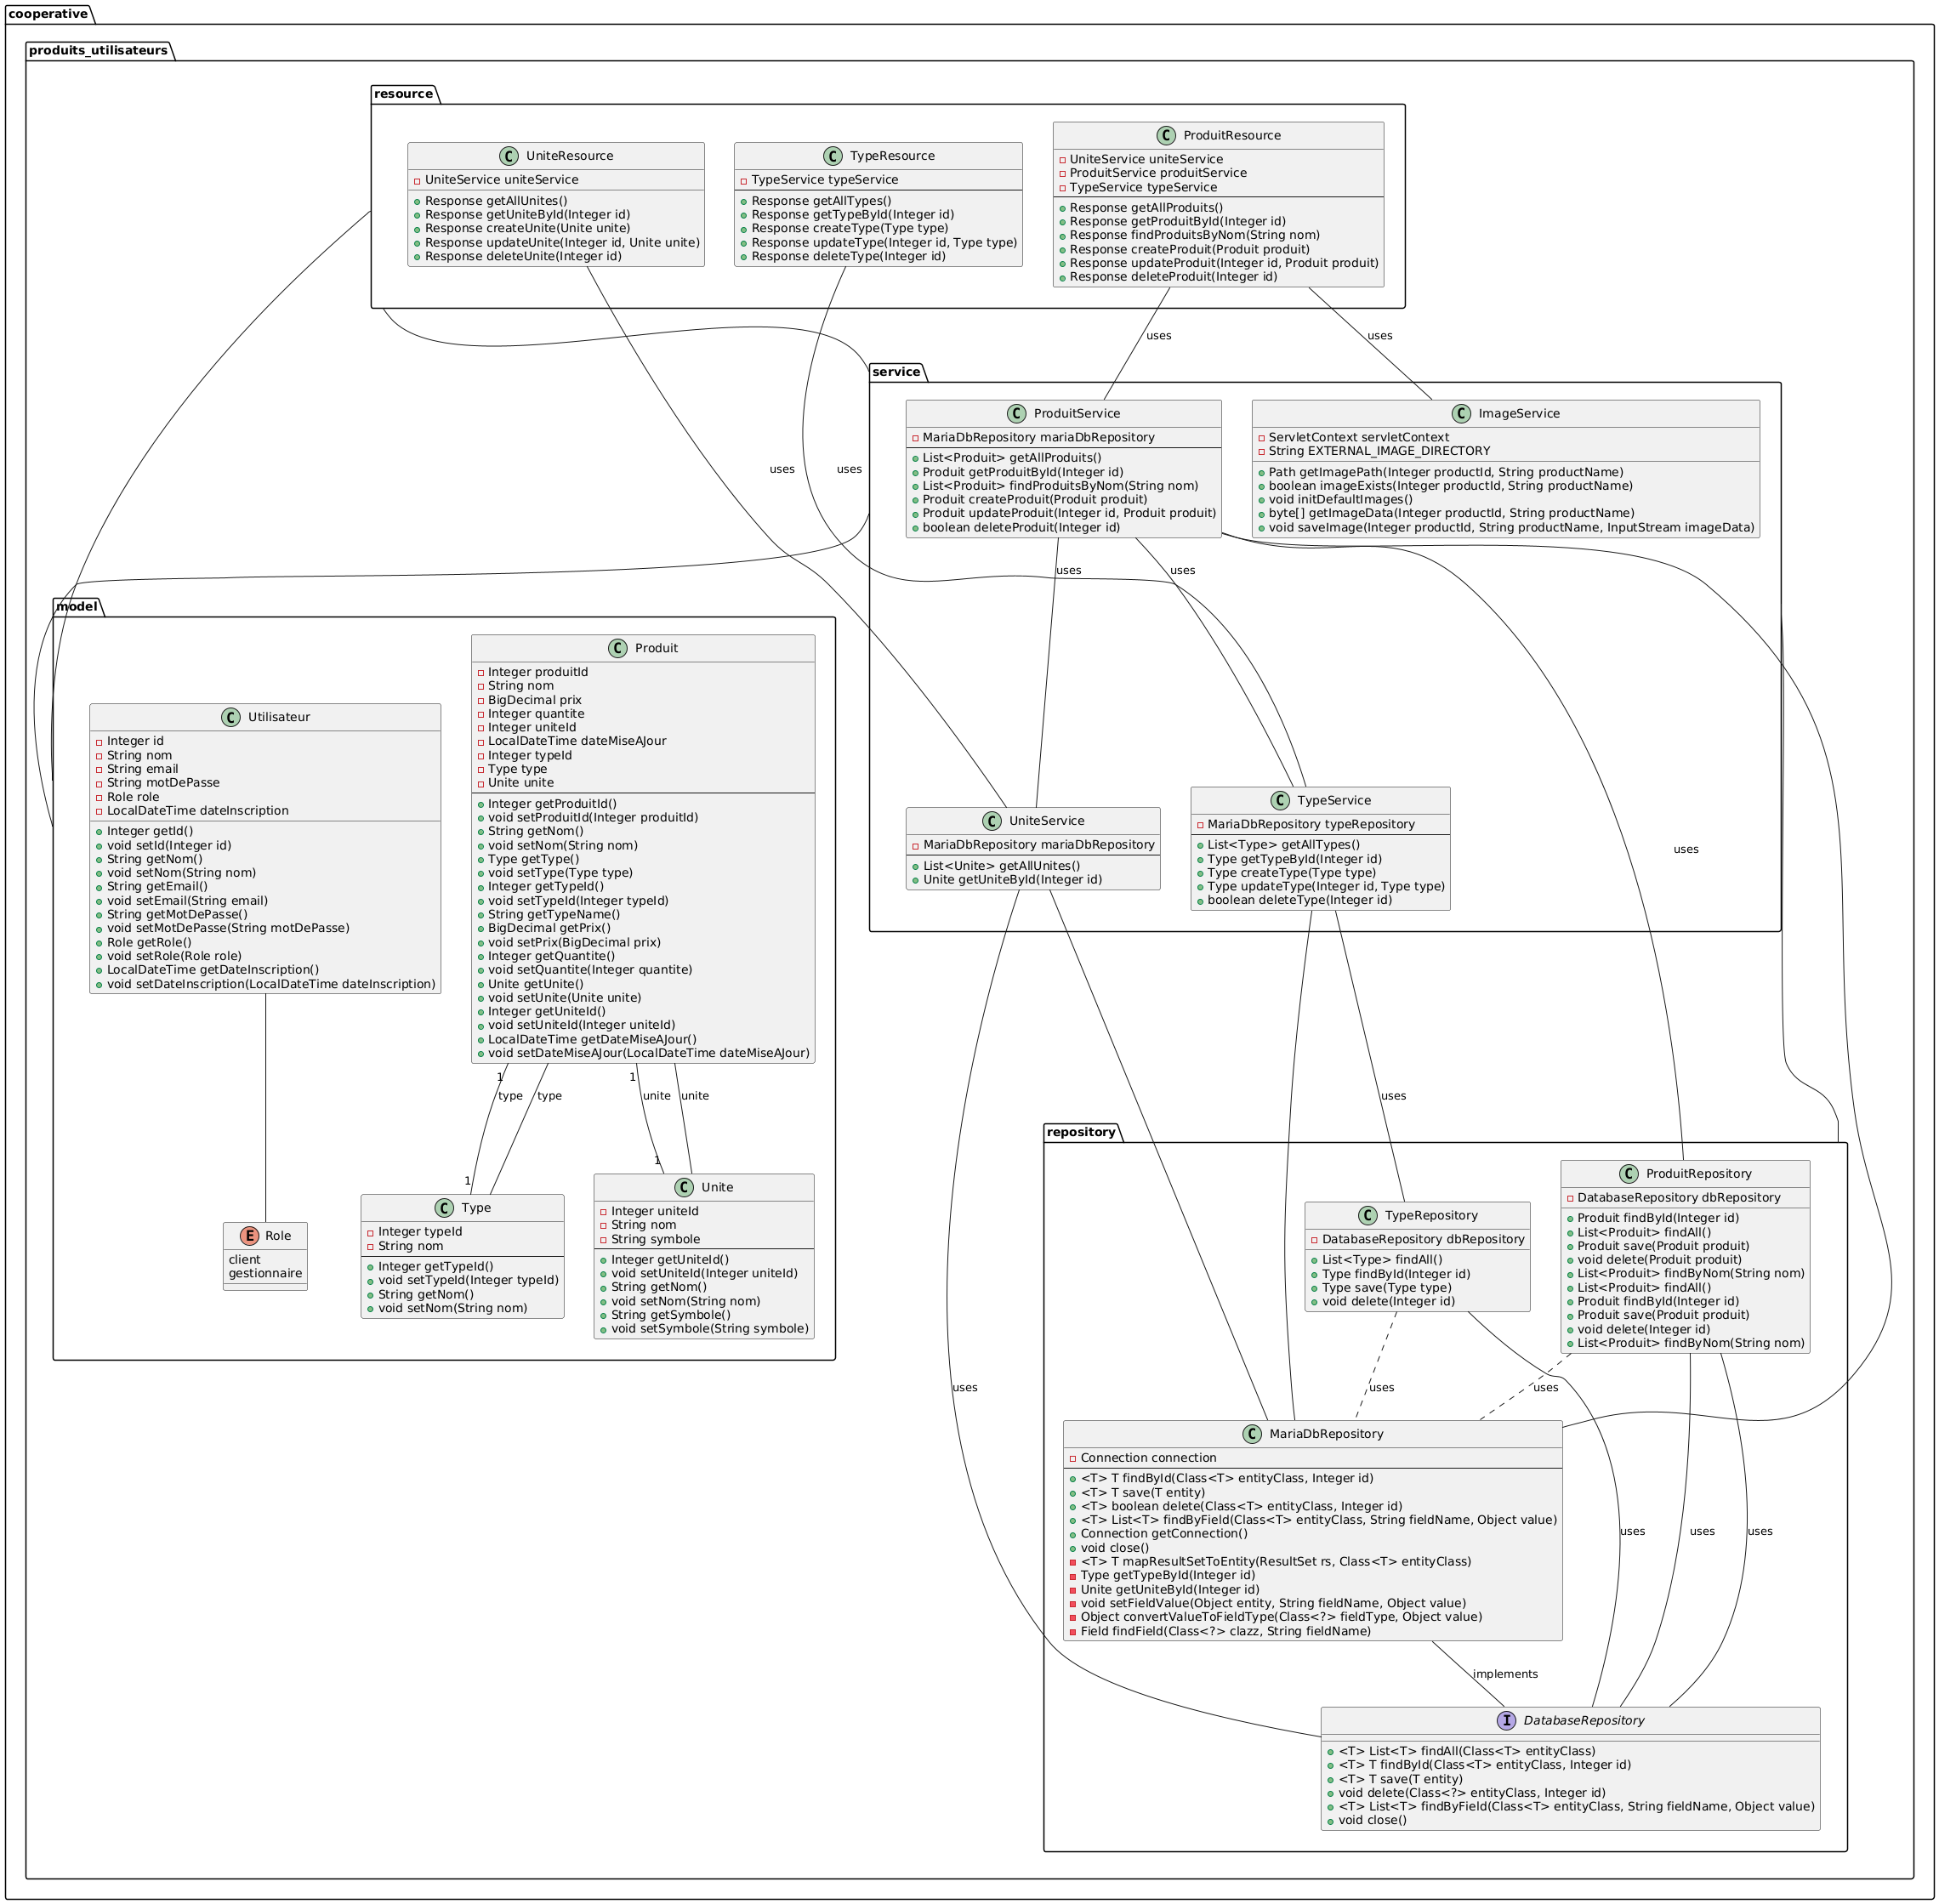 cooperative
produits_utilisateurs
resource
UniteResource
UniteService uniteService
Response getAllUnites()
Response getUniteById(Integer id)
Response createUnite(Unite unite)
Response updateUnite(Integer id, Unite unite)
Response deleteUnite(Integer id)
TypeResource
TypeService typeService
Response getAllTypes()
Response getTypeById(Integer id)
Response createType(Type type)
Response updateType(Integer id, Type type)
Response deleteType(Integer id)
ProduitResource
UniteService uniteService
ProduitService produitService
TypeService typeService
Response getAllProduits()
Response getProduitById(Integer id)
Response findProduitsByNom(String nom)
Response createProduit(Produit produit)
Response updateProduit(Integer id, Produit produit)
Response deleteProduit(Integer id)
uses
uses
service
ProduitService
MariaDbRepository mariaDbRepository
List<Produit> getAllProduits()
Produit getProduitById(Integer id)
List<Produit> findProduitsByNom(String nom)
Produit createProduit(Produit produit)
Produit updateProduit(Integer id, Produit produit)
boolean deleteProduit(Integer id)
ImageService
ServletContext servletContext
String EXTERNAL_IMAGE_DIRECTORY
Path getImagePath(Integer productId, String productName)
boolean imageExists(Integer productId, String productName)
void initDefaultImages()
byte[] getImageData(Integer productId, String productName)
void saveImage(Integer productId, String productName, InputStream imageData)
uses
uses
uses
uses
model
Utilisateur
Integer id
String nom
String email
String motDePasse
Role role
LocalDateTime dateInscription
Integer getId()
void setId(Integer id)
String getNom()
void setNom(String nom)
String getEmail()
void setEmail(String email)
String getMotDePasse()
void setMotDePasse(String motDePasse)
Role getRole()
void setRole(Role role)
LocalDateTime getDateInscription()
void setDateInscription(LocalDateTime dateInscription)
Produit
Integer produitId
String nom
BigDecimal prix
Integer quantite
Integer uniteId
LocalDateTime dateMiseAJour
Integer typeId
Type type
Unite unite
Integer getProduitId()
void setProduitId(Integer produitId)
String getNom()
void setNom(String nom)
Type getType()
void setType(Type type)
Integer getTypeId()
void setTypeId(Integer typeId)
String getTypeName()
BigDecimal getPrix()
void setPrix(BigDecimal prix)
Integer getQuantite()
void setQuantite(Integer quantite)
Unite getUnite()
void setUnite(Unite unite)
Integer getUniteId()
void setUniteId(Integer uniteId)
LocalDateTime getDateMiseAJour()
void setDateMiseAJour(LocalDateTime dateMiseAJour)
UniteService
MariaDbRepository mariaDbRepository
List<Unite> getAllUnites()
Unite getUniteById(Integer id)
TypeService
MariaDbRepository typeRepository
List<Type> getAllTypes()
Type getTypeById(Integer id)
Type createType(Type type)
Type updateType(Integer id, Type type)
boolean deleteType(Integer id)
uses
1
type
type
1
unite
unite
1
1
uses
Role
client
gestionnaire
Type
Integer typeId
String nom
Integer getTypeId()
void setTypeId(Integer typeId)
String getNom()
void setNom(String nom)
Unite
Integer uniteId
String nom
String symbole
Integer getUniteId()
void setUniteId(Integer uniteId)
String getNom()
void setNom(String nom)
String getSymbole()
void setSymbole(String symbole)
repository
TypeRepository
DatabaseRepository dbRepository
List<Type> findAll()
Type findById(Integer id)
Type save(Type type)
void delete(Integer id)
ProduitRepository
DatabaseRepository dbRepository
Produit findById(Integer id)
List<Produit> findAll()
Produit save(Produit produit)
void delete(Produit produit)
List<Produit> findByNom(String nom)
List<Produit> findAll()
Produit findById(Integer id)
Produit save(Produit produit)
void delete(Integer id)
List<Produit> findByNom(String nom)
uses
uses
uses
MariaDbRepository
Connection connection
<T> T findById(Class<T> entityClass, Integer id)
<T> T save(T entity)
<T> boolean delete(Class<T> entityClass, Integer id)
<T> List<T> findByField(Class<T> entityClass, String fieldName, Object value)
Connection getConnection()
void close()
<T> T mapResultSetToEntity(ResultSet rs, Class<T> entityClass)
Type getTypeById(Integer id)
Unite getUniteById(Integer id)
void setFieldValue(Object entity, String fieldName, Object value)
Object convertValueToFieldType(Class<?> fieldType, Object value)
Field findField(Class<?> clazz, String fieldName)
uses
uses
uses
implements
DatabaseRepository
<T> List<T> findAll(Class<T> entityClass)
<T> T findById(Class<T> entityClass, Integer id)
<T> T save(T entity)
void delete(Class<?> entityClass, Integer id)
<T> List<T> findByField(Class<T> entityClass, String fieldName, Object value)
void close()